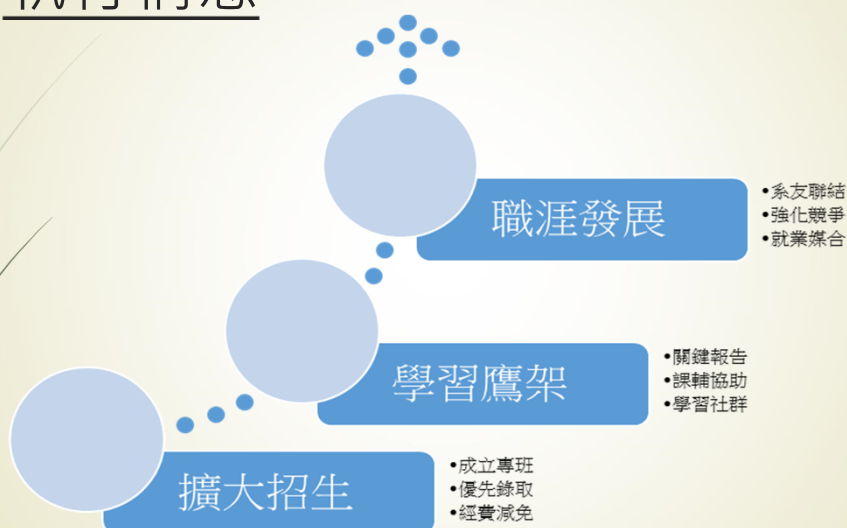 職涯發展
•系友聯結
•強化競爭
•就業媒合
學習鷹架
•關鍵報告
•課輔協助
•學習社群
擴大招生
•成立專班
•優先錄取
•經費減免